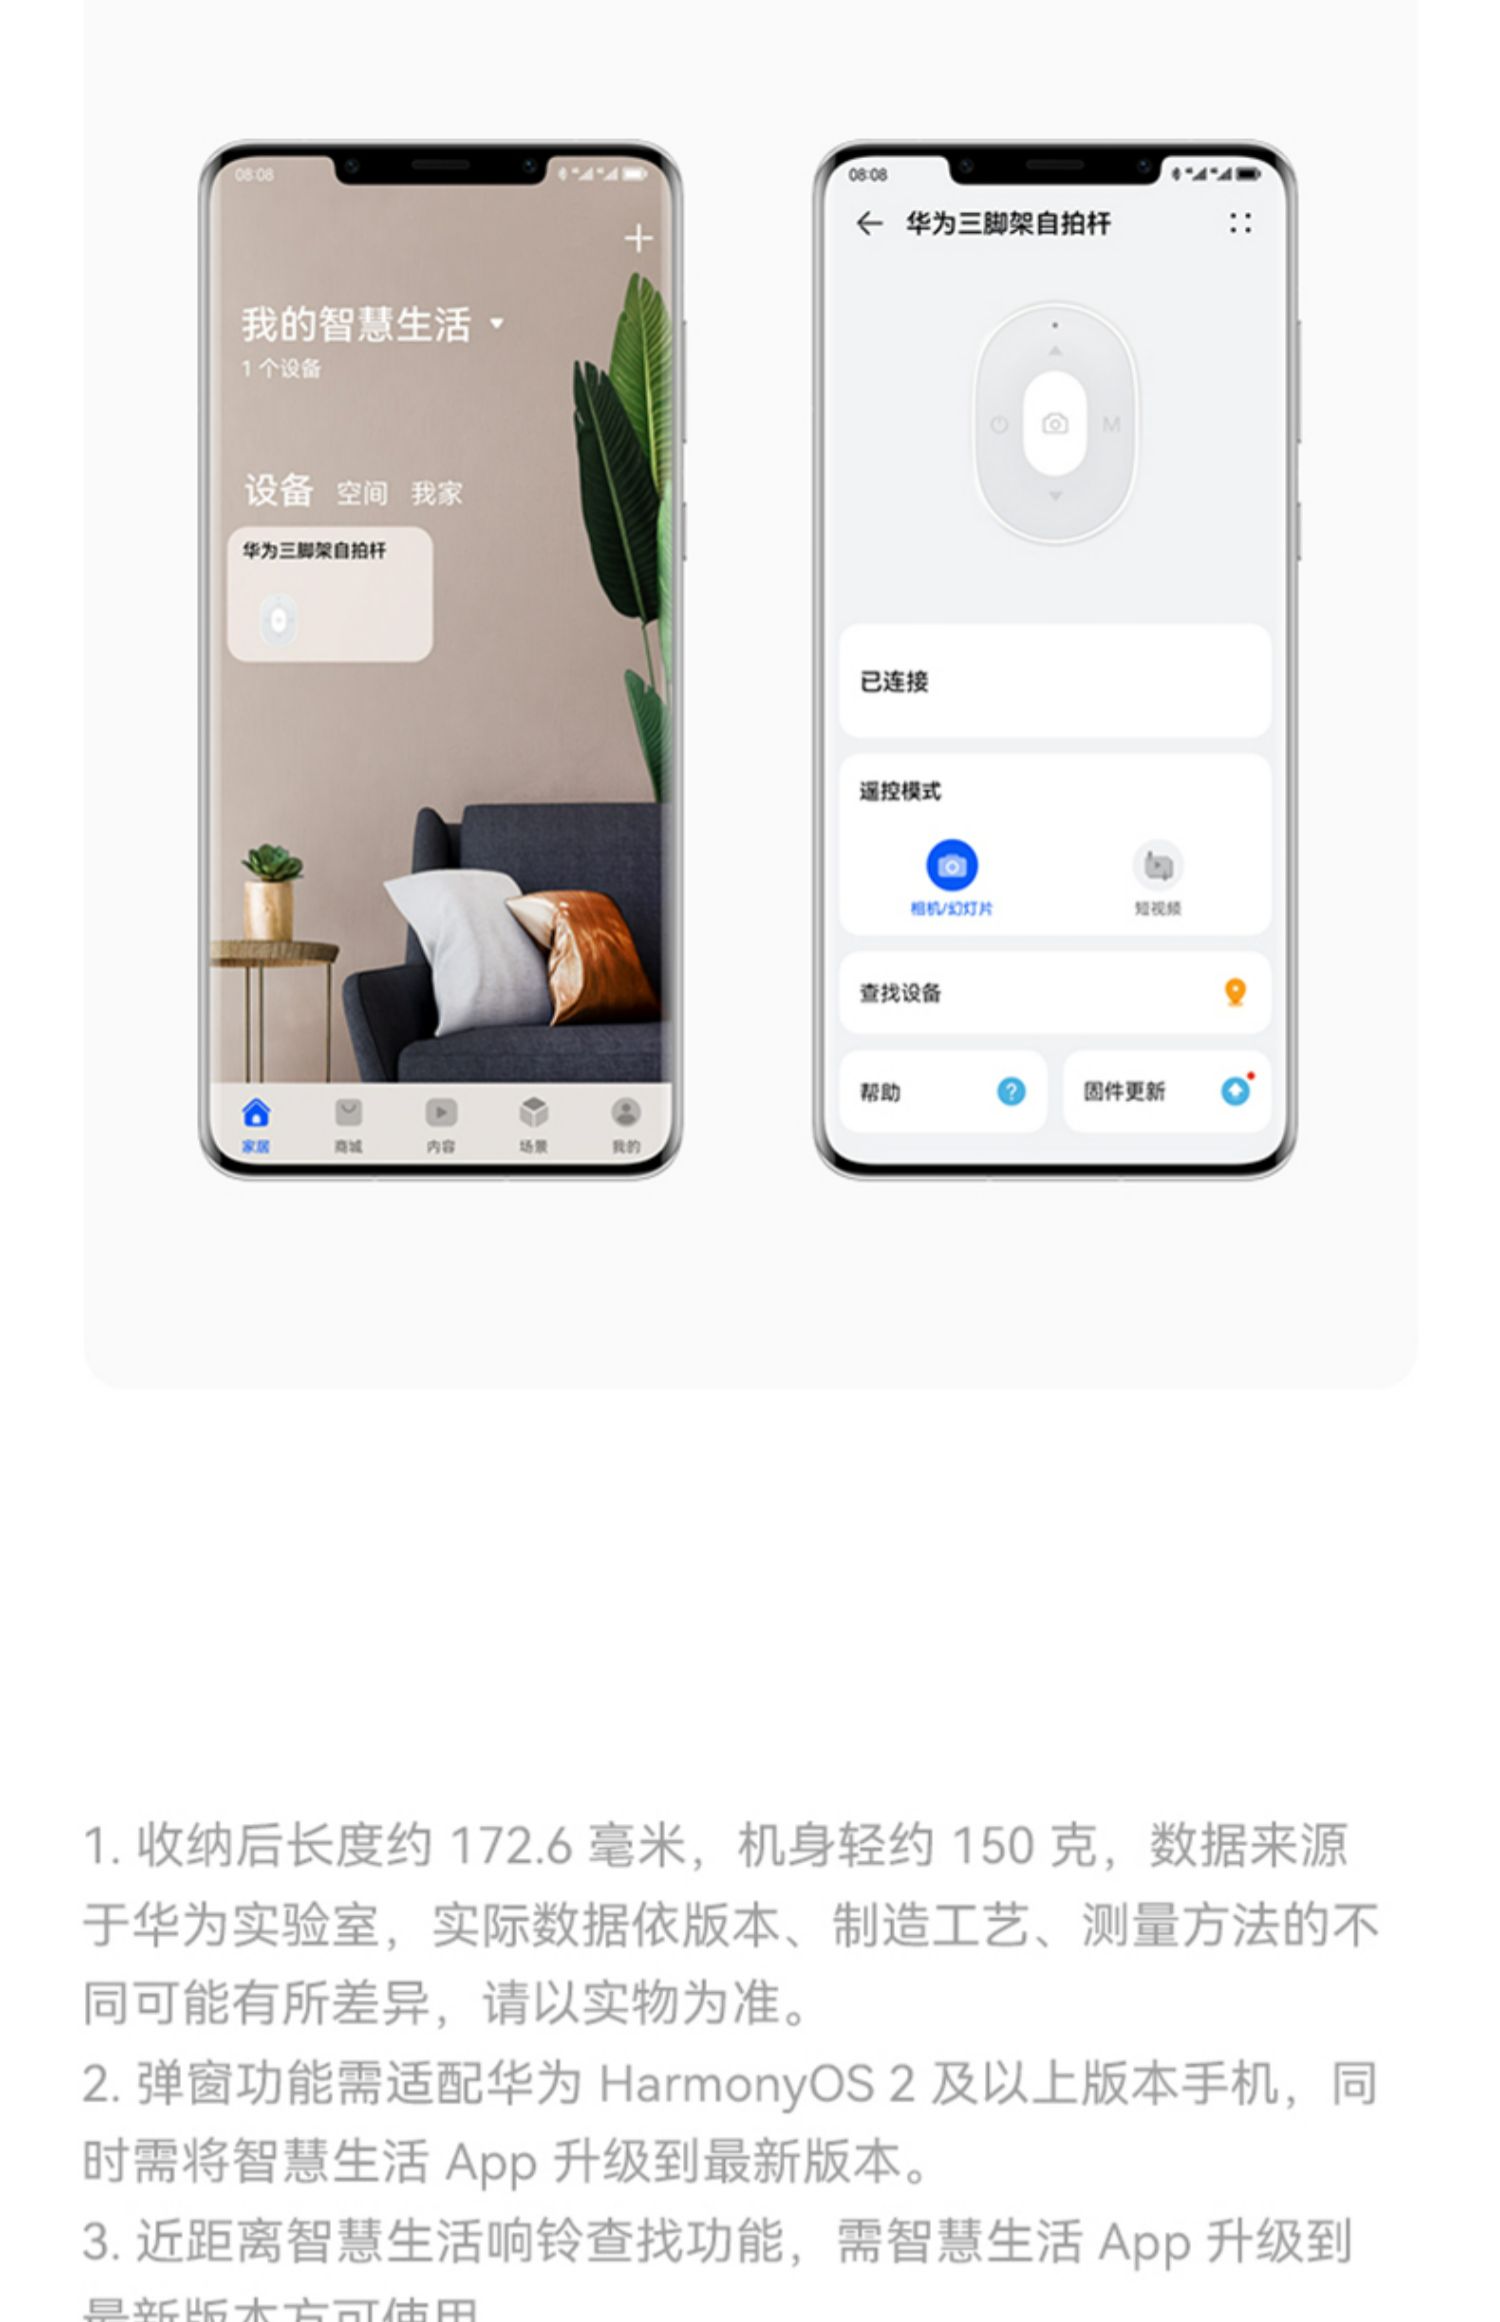 08:08
我的智慧生活
1 个设备
设备 空间 我家
华为三脚架自拍杆
家居 商城 内容 场景 我的
08:08
华为三脚架自拍杆
M
已连接
遥控模式
相机/幻灯片 短视频
查找设备
帮助 ? 固件更新
1. 收纳后长度约 172.6 毫米，机身轻约 150 克，数据来源
于华为实验室，实际数据依版本、制造工艺、测量方法的不
同可能有所差异，请以实物为准。
2. 弹窗功能需适配华为 HarmonyOS 2 及以上版本手机，同
时需将智慧生活 App 升级到最新版本。
3. 近距离智慧生活响铃查找功能，需智慧生活 App 升级到
最新版本方可使用